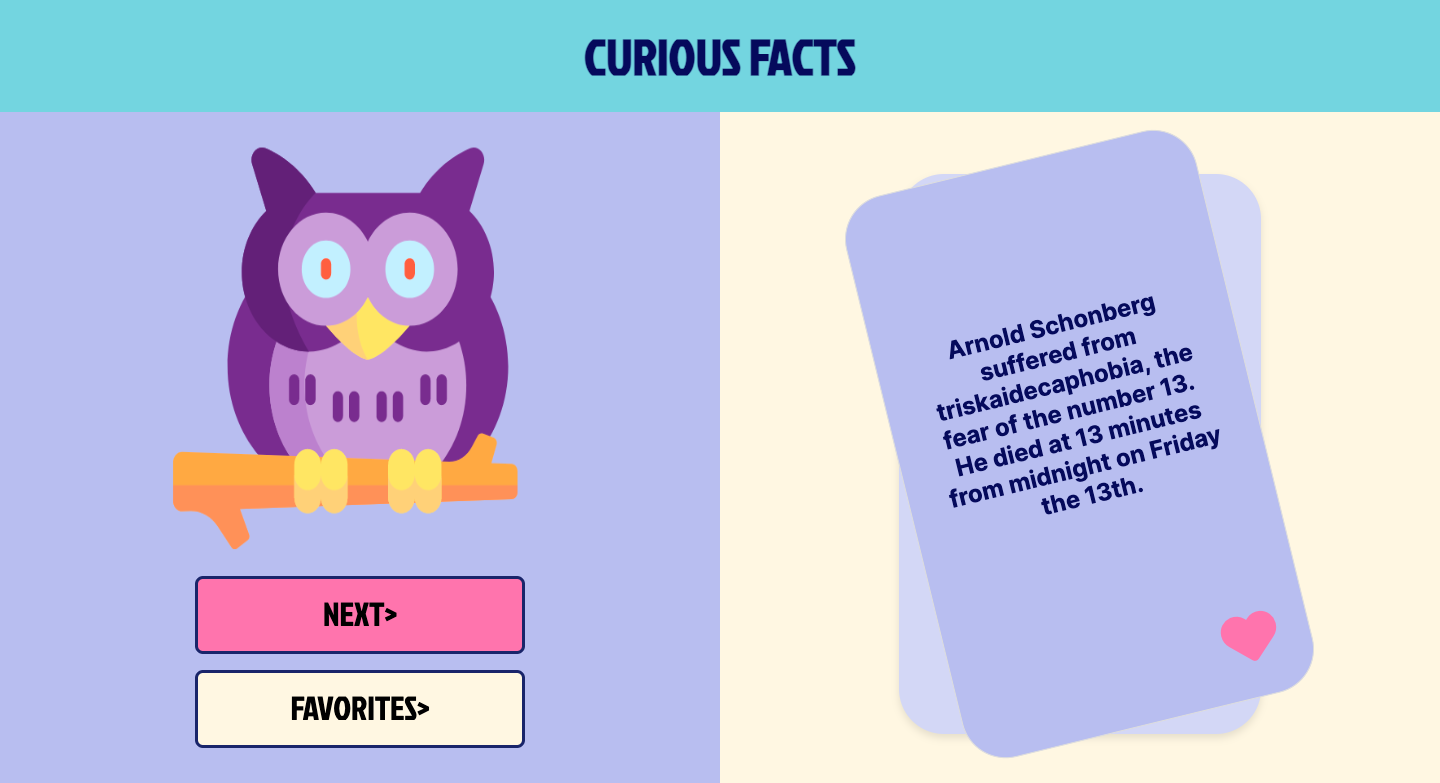 CURIOUS FACTS
NEXT>
FAVORITES>
Arnold Schonberg
suffered from
triskaidecaphobia, the
fear of the number 13.
He died at 13 minutes
from midnight on Friday
the 13th.